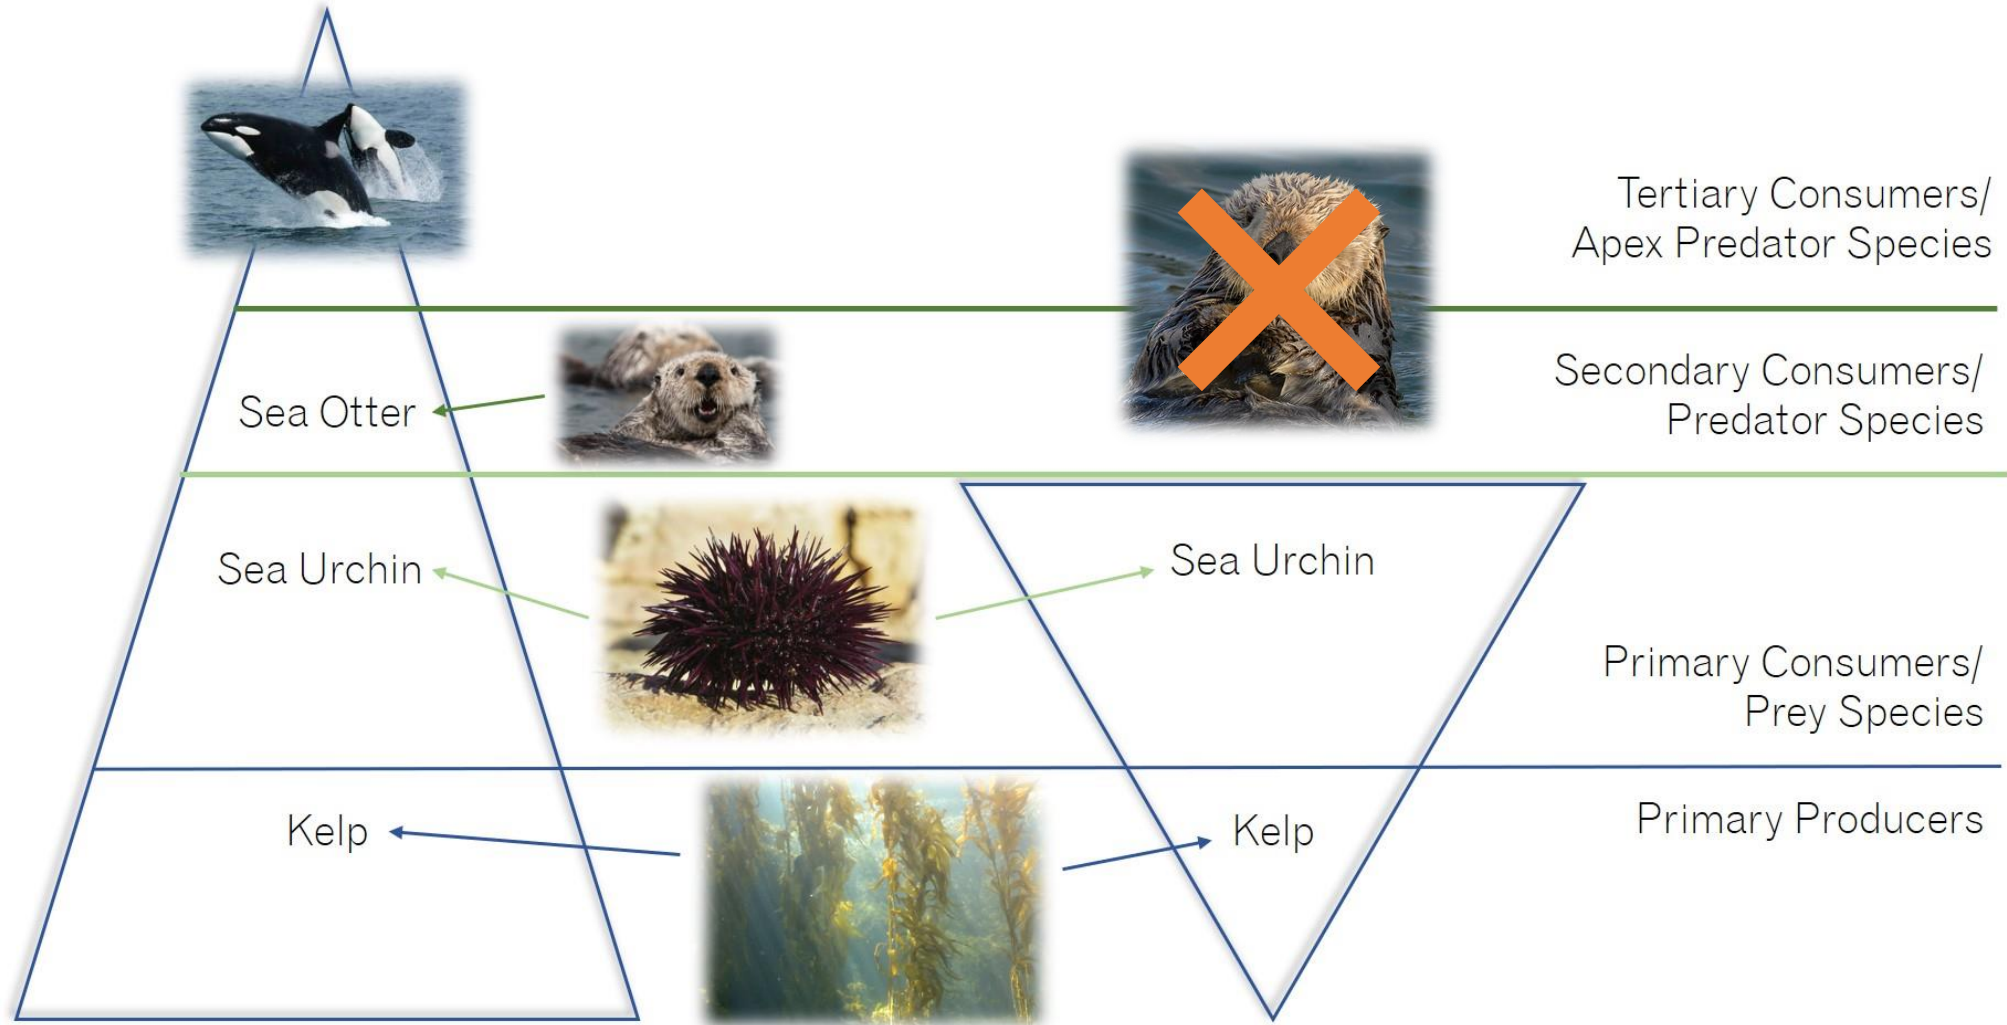 Tertiary Consumers/
Apex Predator Species
Sea Otter
Secondary Consumers/
Predator Species
Sea Urchin
Sea Urchin
Primary Consumers/
Prey Species
Kelp
Kelp
Primary Producers